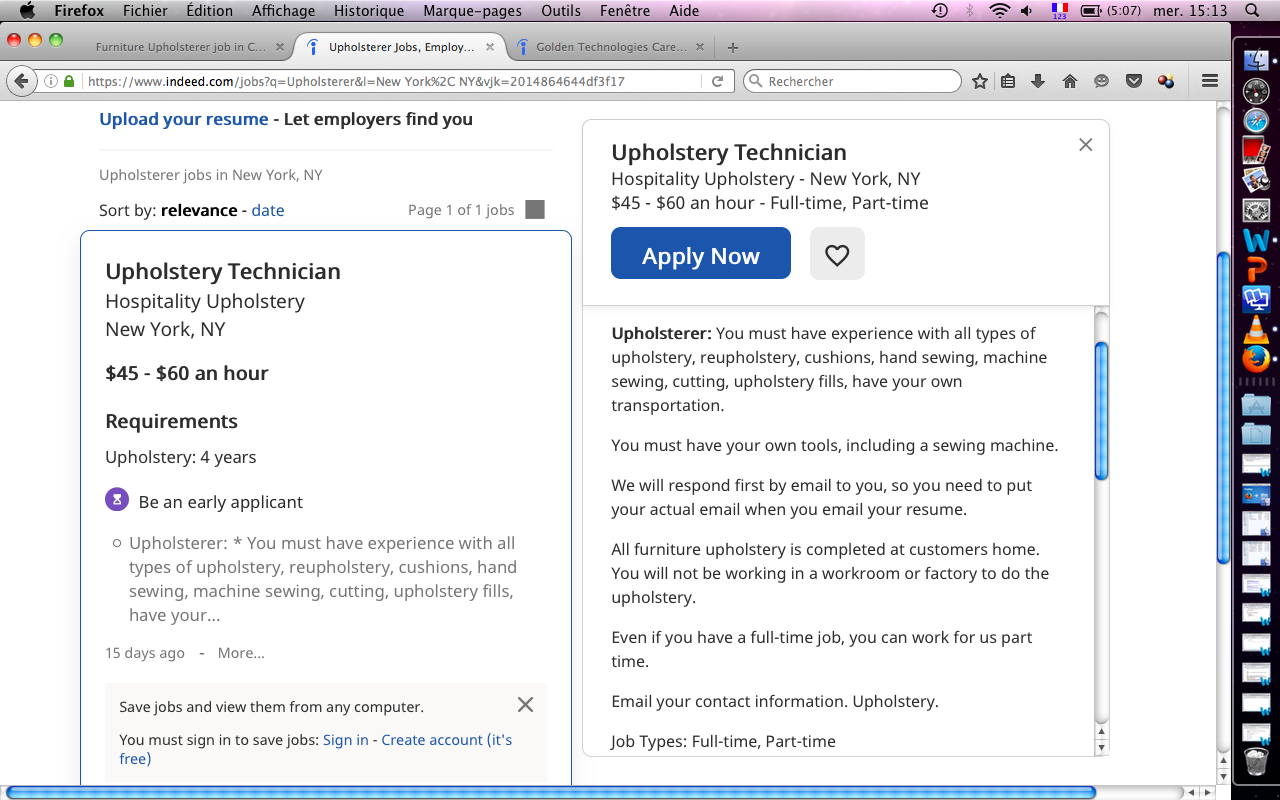 Firefox Fichier Édition Affichage Historique Marque-pages Outils Fenêtre Aide 123 (5:07) mer. 15:13
Furniture Upholsterer job in C... Upholsterer Jobs, Employ... Golden Technologies Care...
https://www.indeed.com/jobs?q=Upholsterer&l=New York%2C NY&vjk=2014864644df3f17 Rechercher
Upload your resume - Let employers find you
Upholsterer jobs in New York, NY
Sort by: relevance - date Page 1 of 1 jobs
Upholstery Technician
Hospitality Upholstery
New York, NY
$45 - $60 an hour
Requirements
Upholstery: 4 years
Be an early applicant
Upholsterer: * You must have experience with all
types of upholstery, reupholstery, cushions, hand
sewing, machine sewing, cutting, upholstery fills,
have your...
15 days ago - More...
Save jobs and view them from any computer.
You must sign in to save jobs: Sign in - Create account (it's
free)
Upholstery Technician
Hospitality Upholstery - New York, NY
$45 - $60 an hour - Full-time, Part-time
Apply Now
Upholsterer: You must have experience with all types of
upholstery, reupholstery, cushions, hand sewing, machine
sewing, cutting, upholstery fills, have your own
transportation.
You must have your own tools, including a sewing machine.
We will respond first by email to you, so you need to put
your actual email when you email your resume.
All furniture upholstery is completed at customers home.
You will not be working in a workroom or factory to do the
upholstery.
Even if you have a full-time job, you can work for us part
time.
Email your contact information. Upholstery.
Job Types: Full-time, Part-time